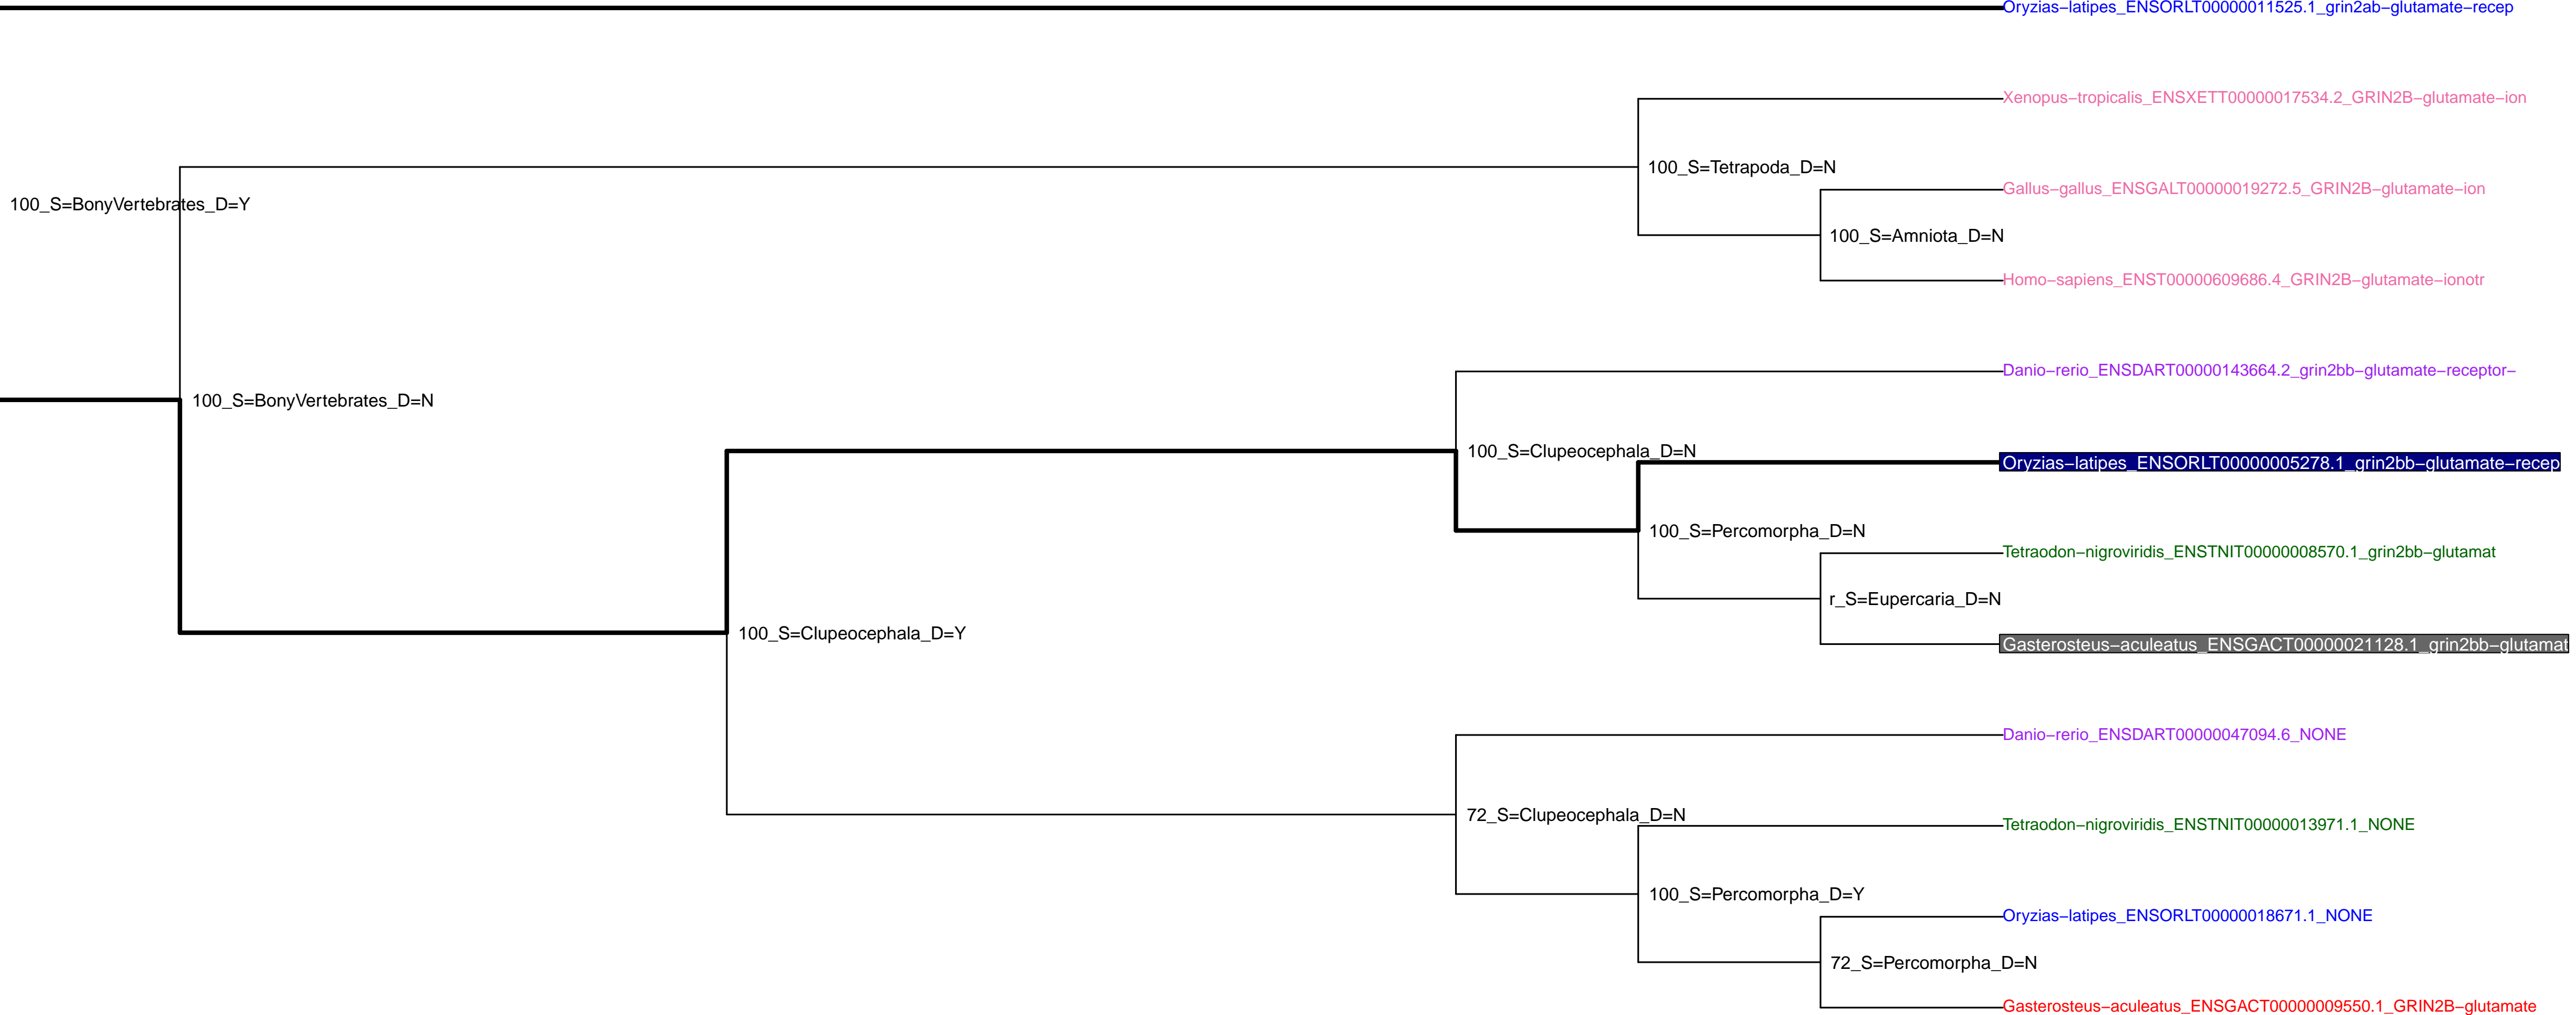 Oryzias−latipes_ENSORLT00000011525.1_grin2ab−glutamate−recep
Xenopus−tropicalis_ENSXETT00000017534.2_GRIN2B−glutamate−ion
100_S=Tetrapoda_D=N
Gallus−gallus_ENSGALT00000019272.5_GRIN2B−glutamate−ion
100_S=BonyVertebrates_D=Y
100_S=Amniota_D=N
Homo−sapiens_ENST00000609686.4_GRIN2B−glutamate−ionotr
Danio−rerio_ENSDART00000143664.2_grin2bb−glutamate−receptor−
100_S=BonyVertebrates_D=N
100_S=Clupeocephala_D=N
Oryzias−latipes_ENSORLT00000005278.1_grin2bb−glutamate−recep
100_S=Percomorpha_D=N
Tetraodon−nigroviridis_ENSTNIT00000008570.1_grin2bb−glutamat
r_S=Eupercaria_D=N
100_S=Clupeocephala_D=Y
Gasterosteus−aculeatus_ENSGACT00000021128.1_grin2bb−glutamat
Danio−rerio_ENSDART00000047094.6_NONE
72_S=Clupeocephala_D=N
Tetraodon−nigroviridis_ENSTNIT00000013971.1_NONE
100_S=Percomorpha_D=Y
Oryzias−latipes_ENSORLT00000018671.1_NONE
72_S=Percomorpha_D=N
Gasterosteus−aculeatus_ENSGACT00000009550.1_GRIN2B−glutamate